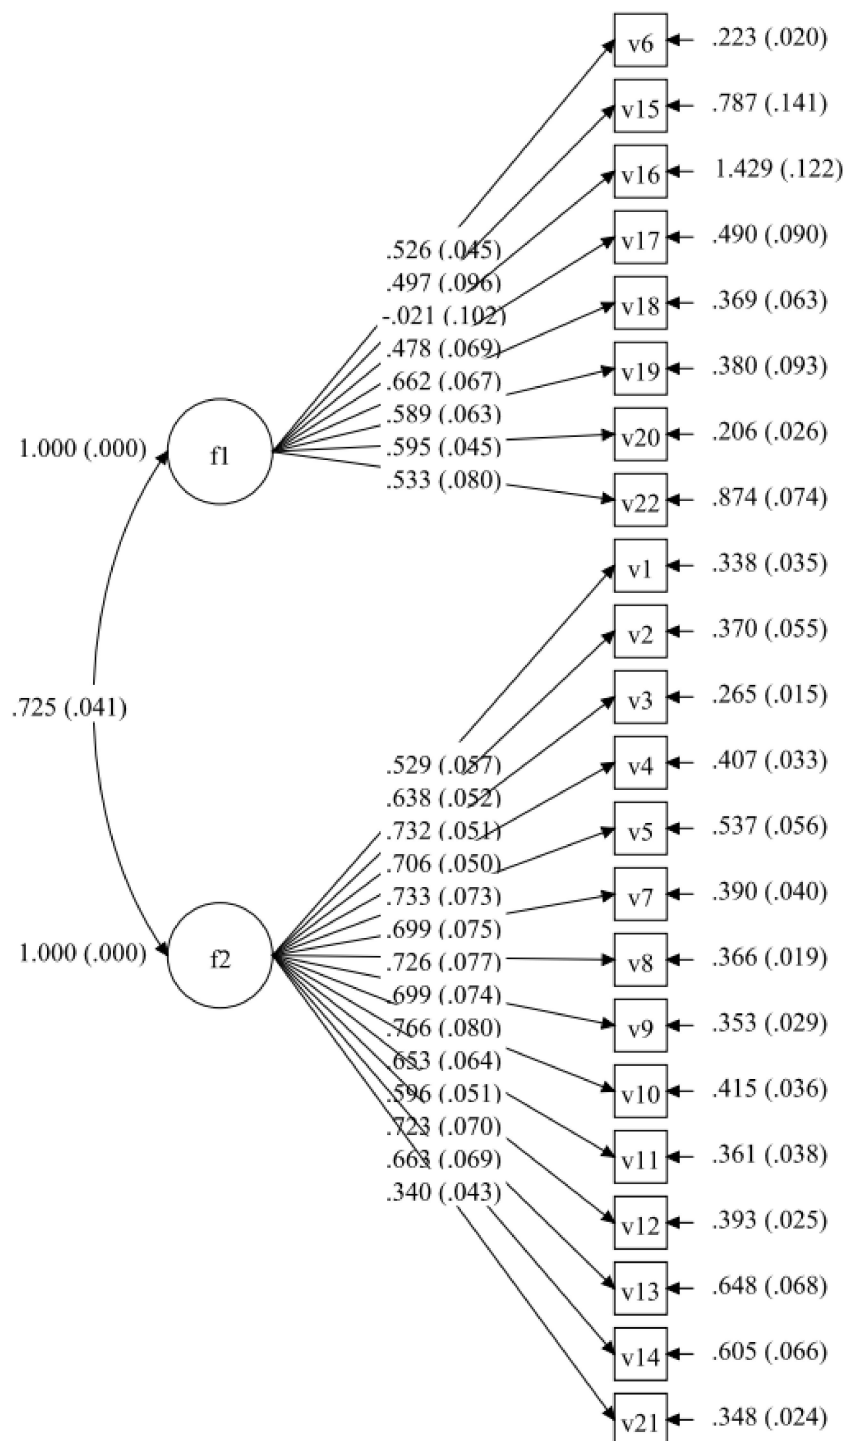 v6 .223 (.020)
v15 .787 (.141)
v16 1.429 (.122)
.526 (.045) v17 .490 (.090)
.497 (.096)
-.021 (.102) v18 .369 (.063)
.478 (.069)
.662 (.067) v19 .380 (.093)
.589 (.063)
1.000 (.000) f1 .595 (.045) v20 .206 (.026)
.533 (.080) v22 .874 (.074)
v1 .338 (.035)
v2 .370 (.055)
.725 (.041) v3 .265 (.015)
.529 (.057) v4 .407 (.033)
.638 (.052)
.732 (.051) v5 .537 (.056)
.706 (.050)
.733 (.073) v7 .390 (.040)
.699 (.075)
1.000 (.000) f2 .726 (.077) v8 .366 (.019)
.699 (.074)
.766 (.080) v9 .353 (.029)
.653 (.064)
.596 (.051) v10 .415 (.036)
.723 (.070)
.663 (.069) v11 .361 (.038)
.340 (.043)
v12 .393 (.025)
v13 .648 (.068)
v14 .605 (.066)
v21 .348 (.024)